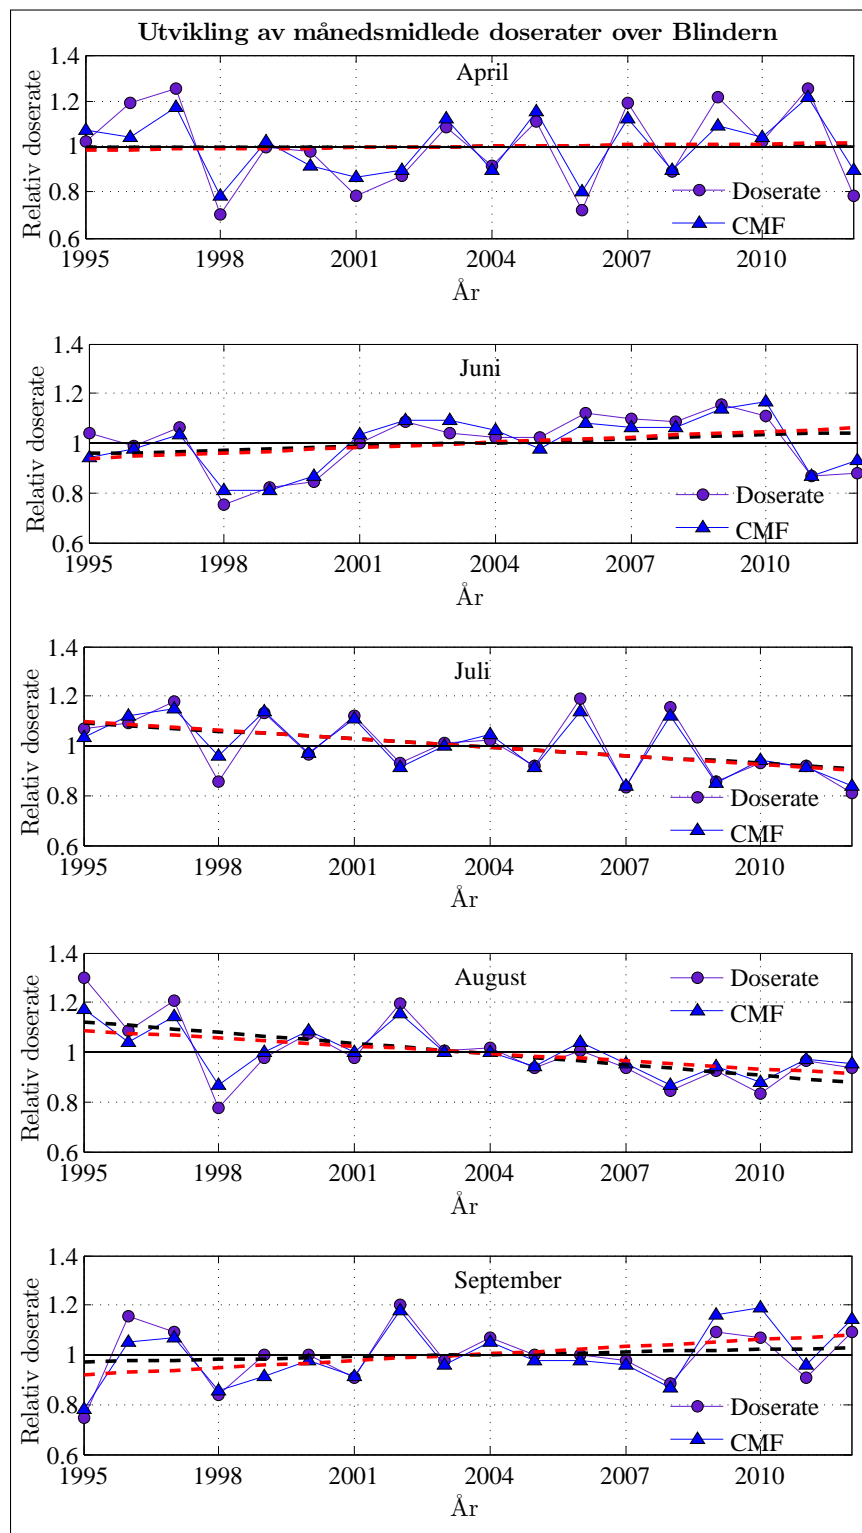 Utvikling av månedsmidlede doserater over Blindern
April
Relativ doserate
1.4
1.2
1
0.8
0.6
Doserate
CMF
1995 1998 2001 2004 2007 2010
År
Juni
Relativ doserate
1.4
1.2
1
0.8
0.6
Doserate
CMF
1995 1998 2001 2004 2007 2010
År
Juli
Relativ doserate
1.4
1.2
1
0.8
0.6
Doserate
CMF
1995 1998 2001 2004 2007 2010
År
August
Relativ doserate
1.4
1.2
1
0.8
0.6
Doserate
CMF
1995 1998 2001 2004 2007 2010
År
September
Relativ doserate
1.4
1.2
1
0.8
0.6
Doserate
CMF
1995 1998 2001 2004 2007 2010
År